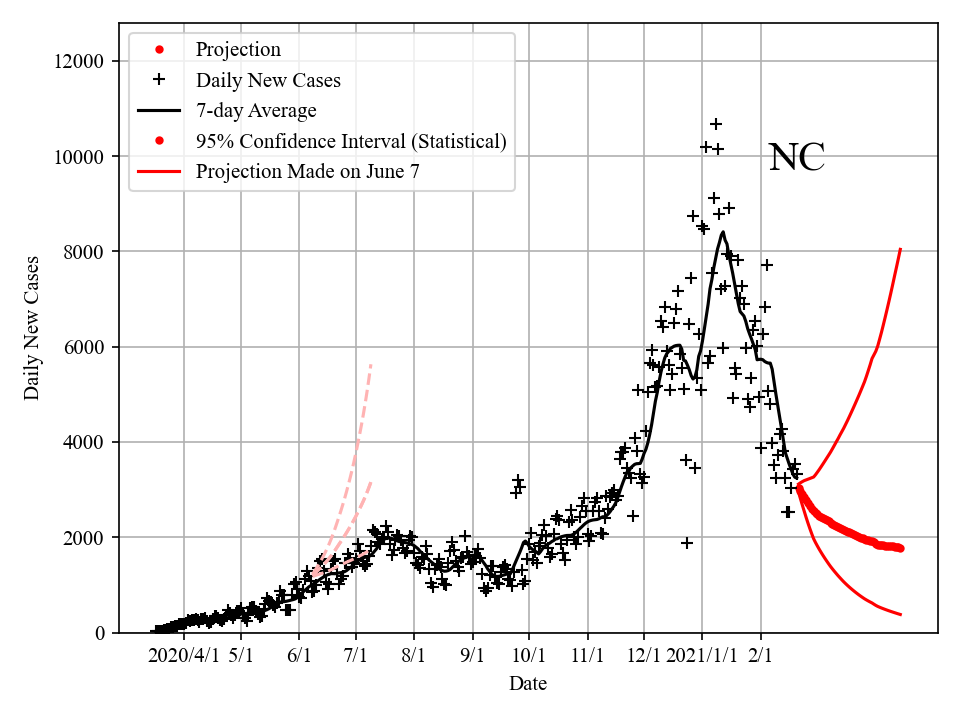 Projection
Daily New Cases
7-day Average
95% Confidence Interval (Statistical)
Projection Made on June 7
NC
12000
10000
8000
6000
4000
2000
0
Daily New Cases
2020/4/1 5/1 6/1 7/1 8/1 9/1 10/1 11/1 12/1 2021/1/1 2/1
Date